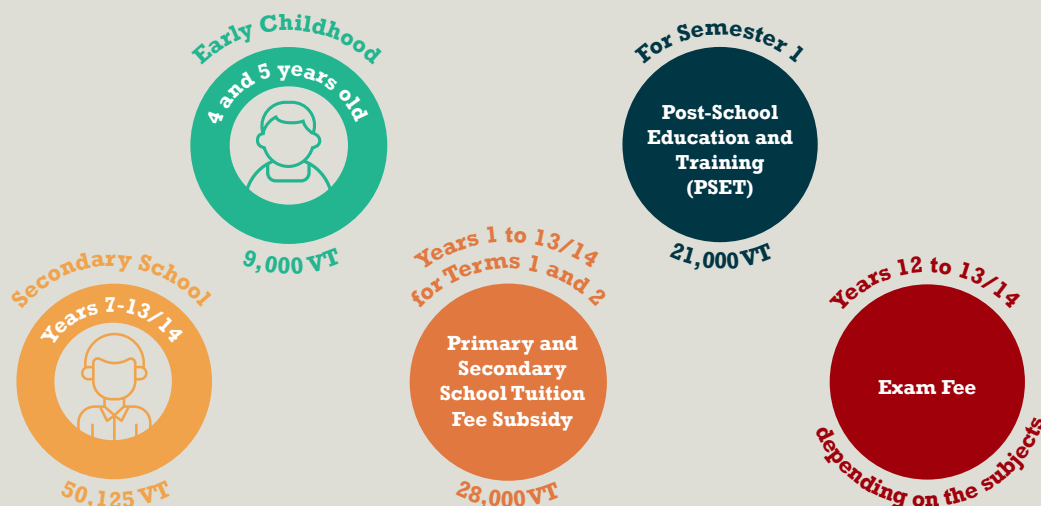 Early Childhood
4 and 5 years old
9,000 VT
For Semester 1
Post-School
Education and
Training
(PSET)
21,000 VT
Secondary School
Years 7-13/14
50,125 VT
Years 1 to 13/14
for Terms 1 and 2
Primary and
Secondary
School Tuition
Fee Subsidy
28,000 VT
Years 12 to 13/14
Exam Fee
depending on the subjects